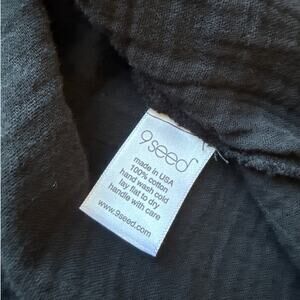 9seed
made in USA
100% cotton
hand wash cold
lay flat to dry
handle with care
www.9seed.com